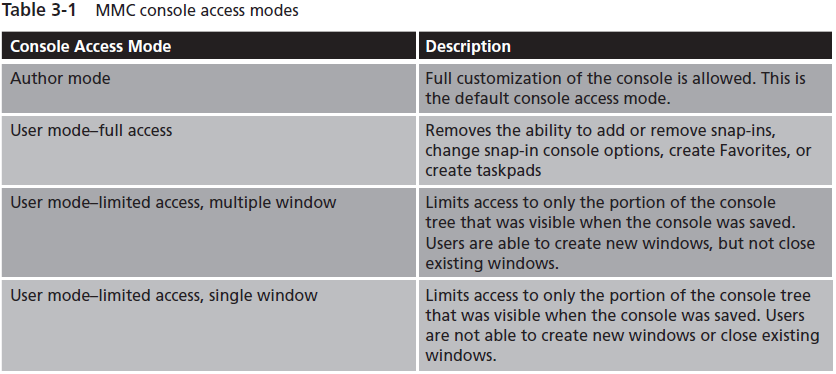 Table 3-1 MMC console access modes
Console Access Mode
Description
Author mode
Full customization of the console is allowed. This is
the default console access mode.
User mode–full access
Removes the ability to add or remove snap-ins,
change snap-in console options, create Favorites, or
create taskpads
User mode–limited access, multiple window
Limits access to only the portion of the console
tree that was visible when the console was saved.
Users are able to create new windows, but not close
existing windows.
User mode–limited access, single window
Limits access to only the portion of the console tree
that was visible when the console was saved. Users
are not able to create new windows or close existing
windows.